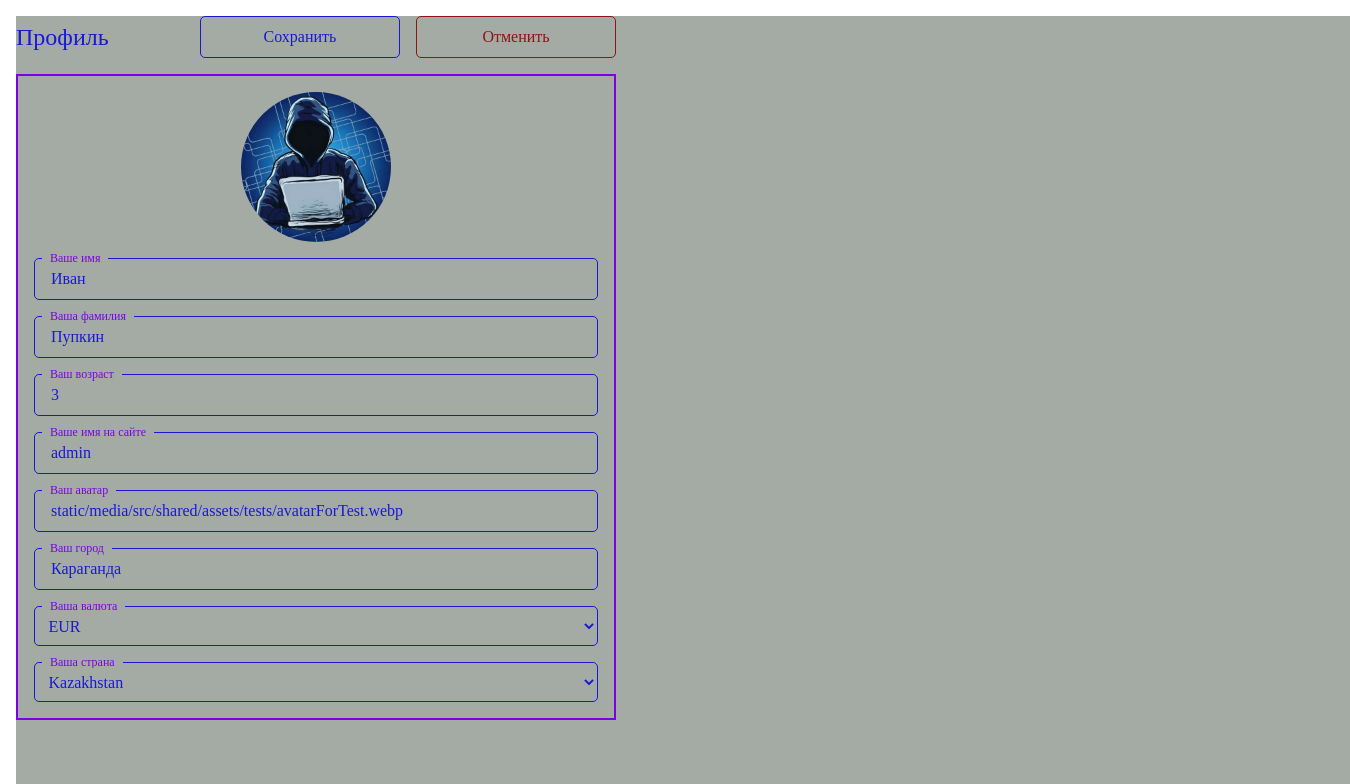 Профиль
Сохранить
Отменить
Ваше имя
Иван
Ваша фамилия
Пупкин
Ваш возраст
3
Ваше имя на сайте
admin
Ваш аватар
static/media/src/shared/assets/tests/avatarForTest.webp
Ваш город
Караганда
Ваша валюта
EUR
Ваша страна
Kazakhstan